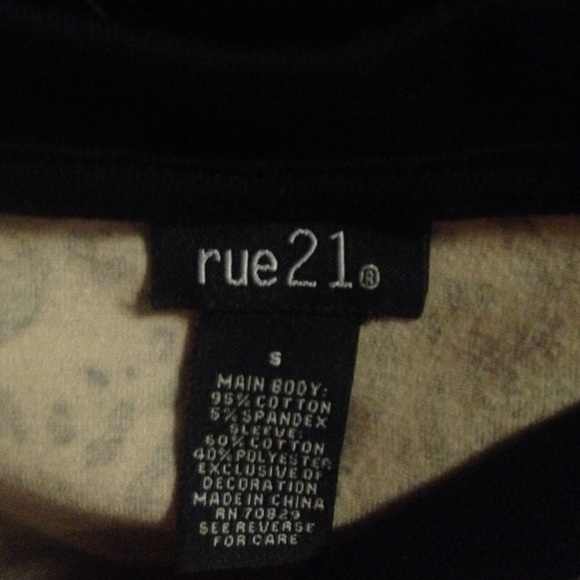 rue21®
S
MAIN BODY:
95% COTTON
5% SPANDEX
SLEEVE:
60% COTTON
40% POLYESTER
EXCLUSIVE OF
DECORATION
MADE IN CHINA
RN 70829
SEE REVERSE
FOR CARE